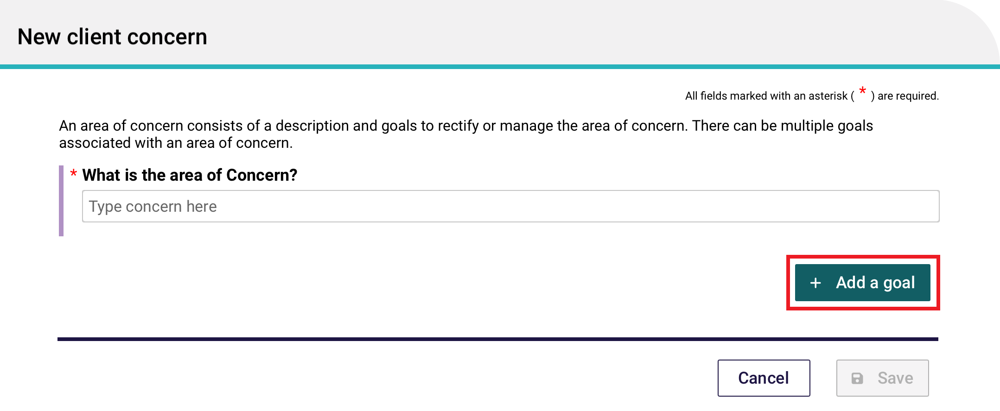 New client concern
All fields marked with an asterisk ( * ) are required.
An area of concern consists of a description and goals to rectify or manage the area of concern. There can be multiple goals
associated with an area of concern.
* What is the area of Concern?
Type concern here
+ Add a goal
Cancel
Save